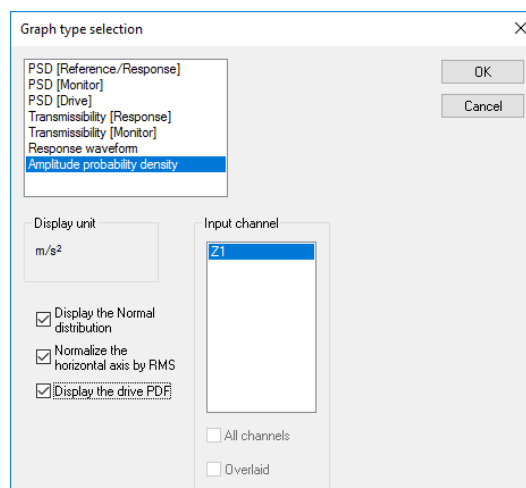 Graph type selection
PSD [Reference/Response]
PSD [Monitor]
PSD [Drive]
Transmissibility [Response]
Transmissibility [Monitor]
Response waveform
Amplitude probability density
OK
Cancel
Display unit
m/s²
Input channel
Z1
Display the Normal
distribution
Normalize the
horizontal axis by RMS
Display the drive PDF
All channels
Overlaid